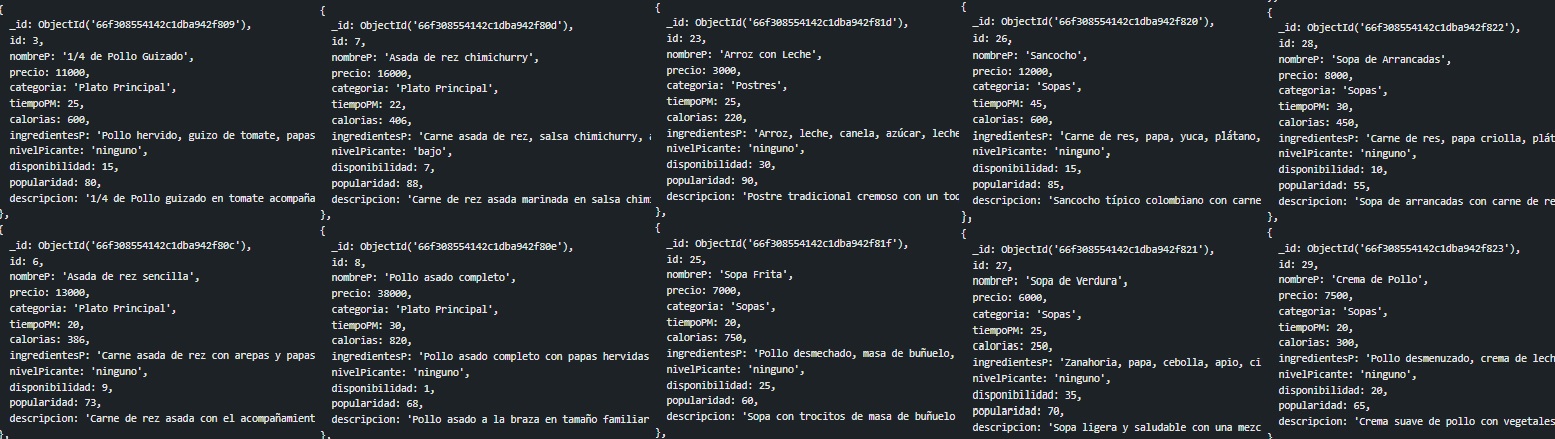 {
_id: ObjectId('66f308554142c1dba942f809'),
id: 3,
nombreP: '1/4 de Pollo Guizado',
precio: 11000,
categoria: 'Plato Principal',
tiempoPM: 25,
calorias: 600,
ingredientesP: 'Pollo hervido, guizo de tomate, papas
nivelPicante: 'ninguno',
disponibilidad: 15,
popularidad: 80,
descripcion: '1/4 de Pollo guizado en tomate acompaña
},
{
_id: ObjectId('66f308554142c1dba942f80c'),
id: 6,
nombreP: 'Asada de rez sencilla',
precio: 13000,
categoria: 'Plato Principal',
tiempoPM: 20,
calorias: 386,
ingredientesP: 'Carne asada de rez con arepas y papas
nivelPicante: 'ninguno',
disponibilidad: 9,
popularidad: 73,
descripcion: 'Carne de rez asada con el acompañamient
},
{
_id: ObjectId('66f308554142c1dba942f80d'),
id: 7,
nombreP: 'Asada de rez chimichurry',
precio: 16000,
categoria: 'Plato Principal',
tiempoPM: 22,
calorias: 406,
ingredientesP: 'Carne asada de rez, salsa chimichurry,
nivelPicante: 'bajo',
disponibilidad: 7,
popularidad: 88,
descripcion: 'Carne de rez asada marinada en salsa chim
},
{
_id: ObjectId('66f308554142c1dba942f80e'),
id: 8,
nombreP: 'Pollo asado completo',
precio: 38000,
categoria: 'Plato Principal',
tiempoPM: 30,
calorias: 820,
ingredientesP: 'Pollo asado completo con papas hervidas
nivelPicante: 'ninguno',
disponibilidad: 1,
popularidad: 68,
descripcion: 'Pollo asado a la braza en tamaño familiar
},
{
_id: ObjectId('66f308554142c1dba942f81d'),
id: 23,
nombreP: 'Arroz con Leche',
precio: 3000,
categoria: 'Postres',
tiempoPM: 25,
calorias: 220,
ingredientesP: 'Arroz, leche, canela, azúcar, leche
nivelPicante: 'ninguno',
disponibilidad: 30,
popularidad: 90,
descripcion: 'Postre tradicional cremoso con un toq
},
{
_id: ObjectId('66f308554142c1dba942f81f'),
id: 25,
nombreP: 'Sopa Frita',
precio: 7000,
categoria: 'Sopas',
tiempoPM: 20,
calorias: 750,
ingredientesP: 'Pollo desmechado, masa de buñuelo,
nivelPicante: 'ninguno',
disponibilidad: 25,
popularidad: 60,
descripcion: 'Sopa con trocitos de masa de buñuelo
},
{
_id: ObjectId('66f308554142c1dba942f820'),
id: 26,
nombreP: 'Sancocho',
precio: 12000,
categoria: 'Sopas',
tiempoPM: 45,
calorias: 600,
ingredientesP: 'Carne de res, papa, yuca, plátano,
nivelPicante: 'ninguno',
disponibilidad: 15,
popularidad: 85,
descripcion: 'Sancocho típico colombiano con carne
},
{
_id: ObjectId('66f308554142c1dba942f821'),
id: 27,
nombreP: 'Sopa de Verdura',
precio: 6000,
categoria: 'Sopas',
tiempoPM: 25,
calorias: 250,
ingredientesP: 'Zanahoria, papa, cebolla, apio, ci
nivelPicante: 'ninguno',
disponibilidad: 35,
popularidad: 70,
descripcion: 'Sopa ligera y saludable con una mezc
{
_id: ObjectId('66f308554142c1dba942f822'),
id: 28,
nombreP: 'Sopa de Arrancadas',
precio: 8000,
categoria: 'Sopas',
tiempoPM: 30,
calorias: 450,
ingredientesP: 'Carne de res, papa criolla, plát
nivelPicante: 'ninguno',
disponibilidad: 10,
popularidad: 55,
descripcion: 'Sopa de arrancadas con carne de re
},
{
_id: ObjectId('66f308554142c1dba942f823'),
id: 29,
nombreP: 'Crema de Pollo',
precio: 7500,
categoria: 'Sopas',
tiempoPM: 20,
calorias: 300,
ingredientesP: 'Pollo desmenuzado, crema de lech
nivelPicante: 'ninguno',
disponibilidad: 20,
popularidad: 65,
descripcion: 'Crema suave de pollo con vegetales
},